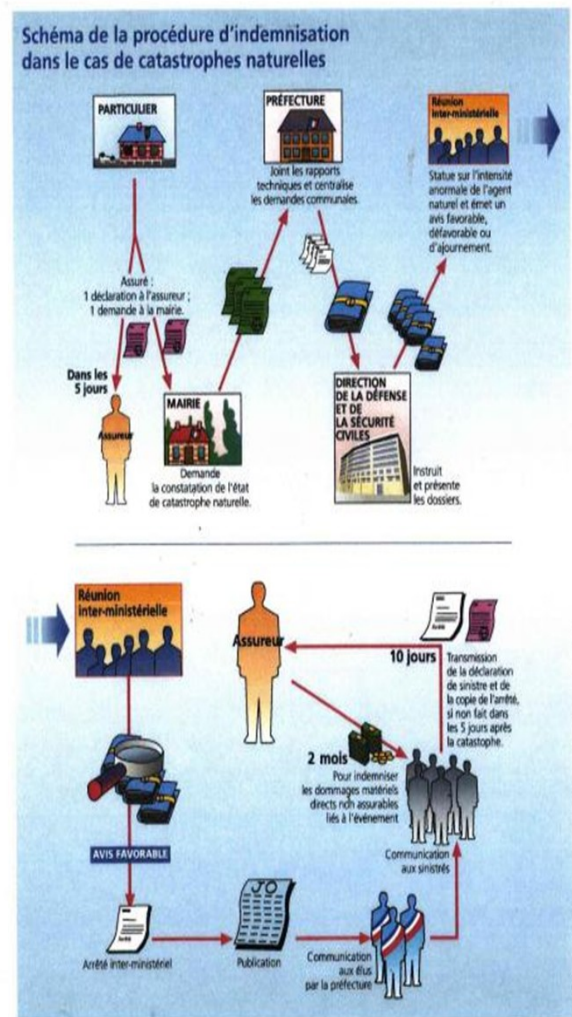 Schéma de la procédure d'indemnisation
dans le cas de catastrophes naturelles
PARTICULIER
Assuré :
1 déclaration à l'assureur ;
1 demande à la mairie.
Dans les
5 jours
Assureur
MAIRIE
Demande
la constatation de l'état
de catastrophe naturelle.
PRÉFECTURE
Joint les rapports
techniques et centralise
les demandes communales.
DIRECTION
DE LA DÉFENSE
ET DE
LA SÉCURITÉ
CIVILES
Instruit
et présente
les dossiers.
Réunion
inter-ministérielle
Statue sur l'intensité
anormale de l'agent
naturel et émet un
avis favorable,
défavorable ou
d'ajournement.
Réunion
inter-ministérielle
AVIS FAVORABLE
Arrêté inter-ministériel
JO
Publication
Communication
aux élus
par la préfecture
Communication
aux sinistrés
10 jours
Transmission
de la déclaration
de sinistre et de
la copie de l'arrêté,
si non fait dans
les 5 jours après
la catastophe.
Assureur
2 mois
Pour indemniser
les dommages matériels
directs non assurables
liés à l'événement